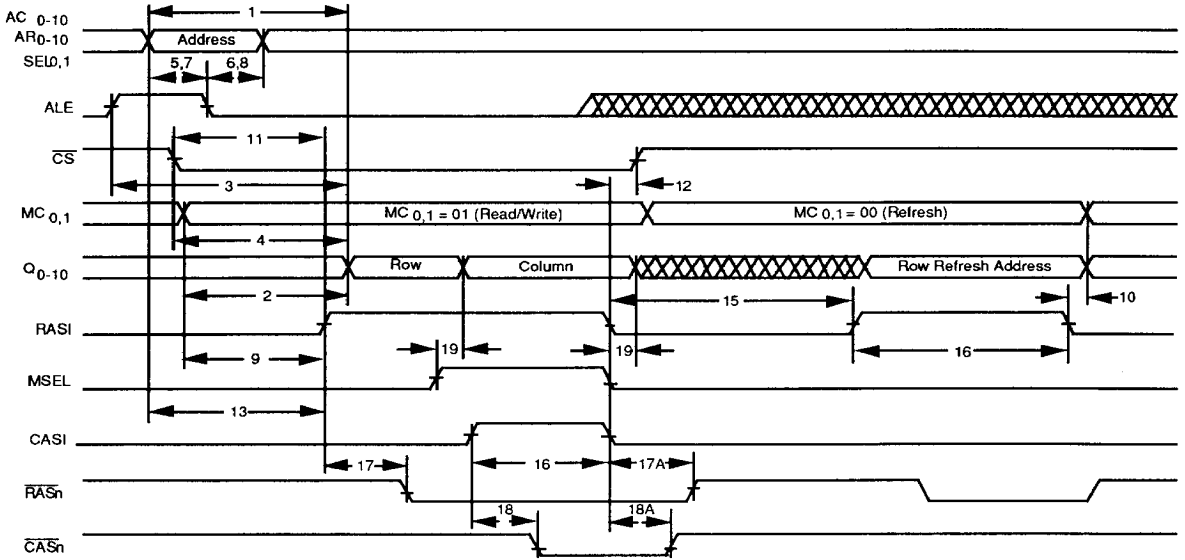 AC 0-10
1
AR0-10
Address
SEL0,1
5,7
6,8
ALE
11
CS
3
12
MC 0,1
MC 0,1 = 01 (Read/Write)
MC 0,1 = 00 (Refresh)
4
Q0-10
Row
Column
Row Refresh Address
2
15
10
RASI
9
19
19
16
MSEL
13
CASI
17
16
17A
RASn
18
18A
CASn